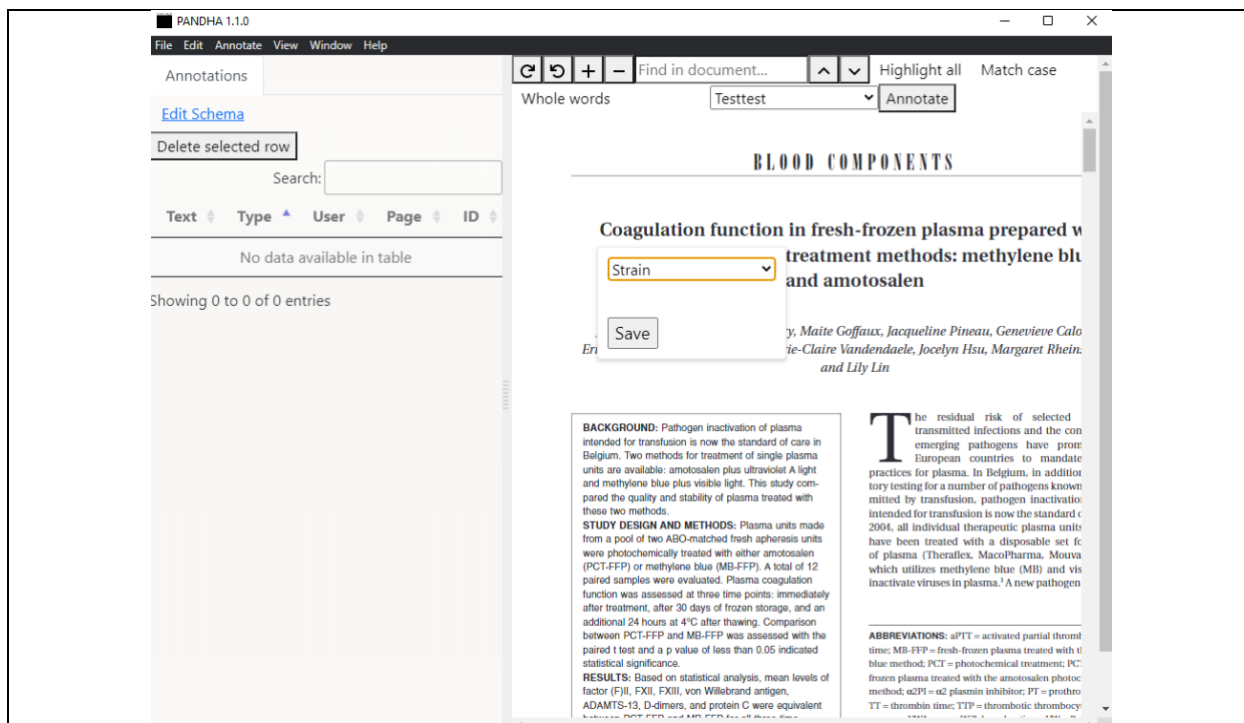 PANDHA 1.1.0
File Edit Annotate View Window Help
Annotations
Edit Schema
Delete selected row
Search:
Text Type User Page ID
No data available in table
Showing 0 to 0 of 0 entries
Find in document... Highlight all Match case
Whole words Testtest Annotate
BLOOD COMPONENTS
Coagulation function in fresh-frozen plasma prepared
treatment methods: methylene
and amotosalen
Strain
Save
Maite Goffaux, Jacqueline Pineau, Genevieve
Vandendaele, Jocelyn Hsu, Margaret
and Lily Lin
BACKGROUND: Pathogen inactivation of plasma
intended for transfusion is now the standard of care in
Belgium. Two methods for treatment of single plasma
units are available: amotosalen plus ultraviolet A light
and methylene blue plus visible light. This study com-
pared the quality and stability of plasma treated with
these two methods.
STUDY DESIGN AND METHODS: Plasma units made
from a pool of two ABO-matched fresh apheresis units
were photochemically treated with either amotosalen
(PCT-FFP) or methylene blue (MB-FFP). A total of 12
paired samples were evaluated. Plasma coagulation
function was assessed at three time points: immediately
after treatment, after 30 days of frozen storage, and an
additional 24 hours at 4°C after thawing. Comparison
between PCT-FFP and MB-FFP was assessed with the
paired t test and a p value of less than 0.05 indicated
statistical significance.
RESULTS: Based on statistical analysis, mean levels of
factor (F)II, FXII, FXIII, von Willebrand antigen,
ADAMTS-13, D-dimers, and protein C were equivalent
between PCT-FFP and MB-FFP for all three time
The residual risk of selected
transmitted infections and the
emerging pathogens have
European countries to mandate
practices for plasma. In Belgium, in
tory testing for a number of pathogens known
mitted by transfusion, pathogen
intended for transfusion is now the standard
2004, all individual therapeutic plasma units
have been treated with a disposable set
of plasma (Theraflex, MacoPharma,
which utilizes methylene blue (MB) and
inactivate viruses in plasma.¹ A new pathogen
ABBREVIATIONS: aPTT = activated partial
time; MB-FFP = fresh-frozen plasma treated with
blue method; PCT = photochemical treatment;
frozen plasma treated with the amotosalen
method; α2PI = α2 plasmin inhibitor; PT =
TT = thrombin time; TTP = thrombotic